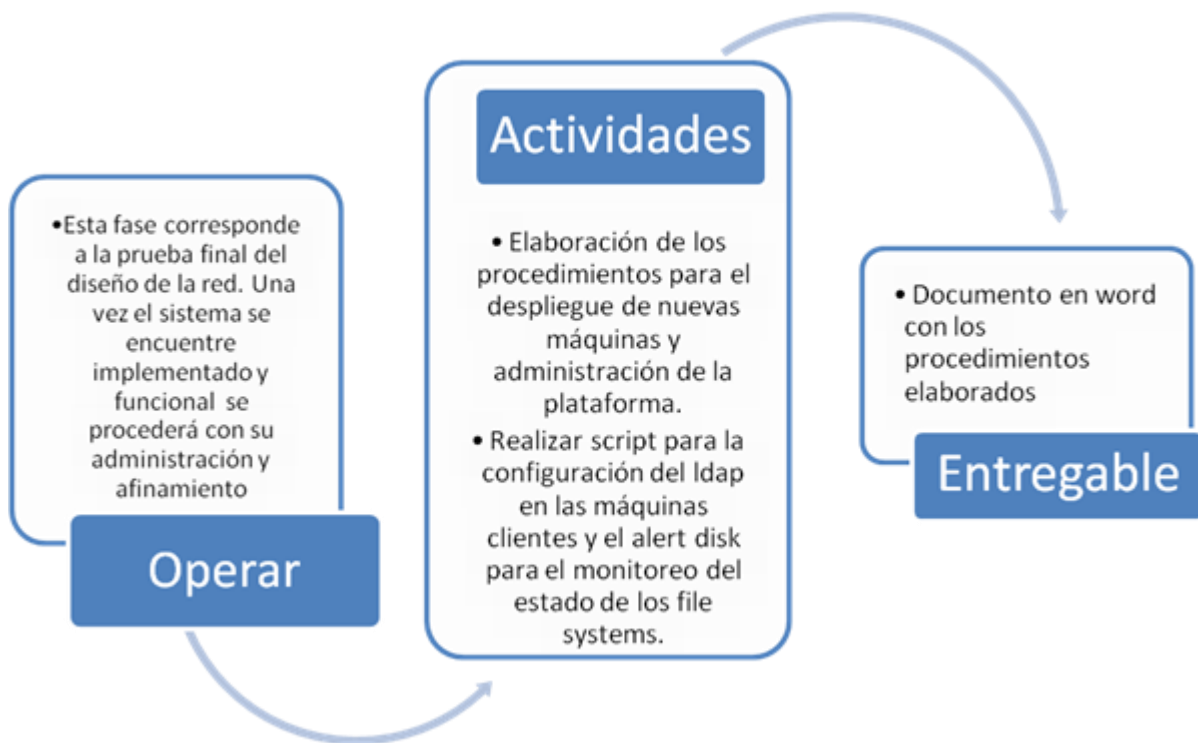 •Esta fase corresponde
a la prueba final del
diseño de la red. Una
vez el sistema se
encuentre
implementado y
funcional se
procederá con su
administración y
afinamiento
Operar
Actividades
• Elaboración de los
procedimientos para el
despliegue de nuevas
máquinas y
administración de la
plataforma.
• Realizar script para la
configuración del ldap
en las máquinas
clientes y el alert disk
para el monitoreo del
estado de los file
systems.
• Documento en word
con los
procedimientos
elaborados
Entregable